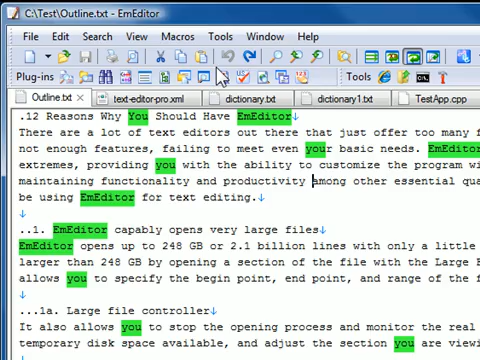 C:\Test\Outline.txt - EmEditor
File Edit Search View Macros Tools Window Help
Plug-ins Tools
Outline.txt text-editor-pro.xml dictionary.txt dictionary1.txt TestApp.cpp
.12 Reasons Why You Should Have EmEditor↓
There are a lot of text editors out there that just offer too many f
not enough features, failing to meet even your basic needs. EmEditor
extremes, providing you with the ability to customize the program wi
maintaining functionality and productivity among other essential qua
be using EmEditor for text editing.↓
↓
..1. EmEditor capably opens very large files↓
EmEditor opens up to 248 GB or 2.1 billion lines with only a little
larger than 248 GB by opening a section of the file with the Large F
allows you to specify the begin point, end point, and range of the f
↓
...1a. Large file controller↓
It also allows you to stop the opening process and monitor the real
temporary disk space available, and adjust the section you are viewi